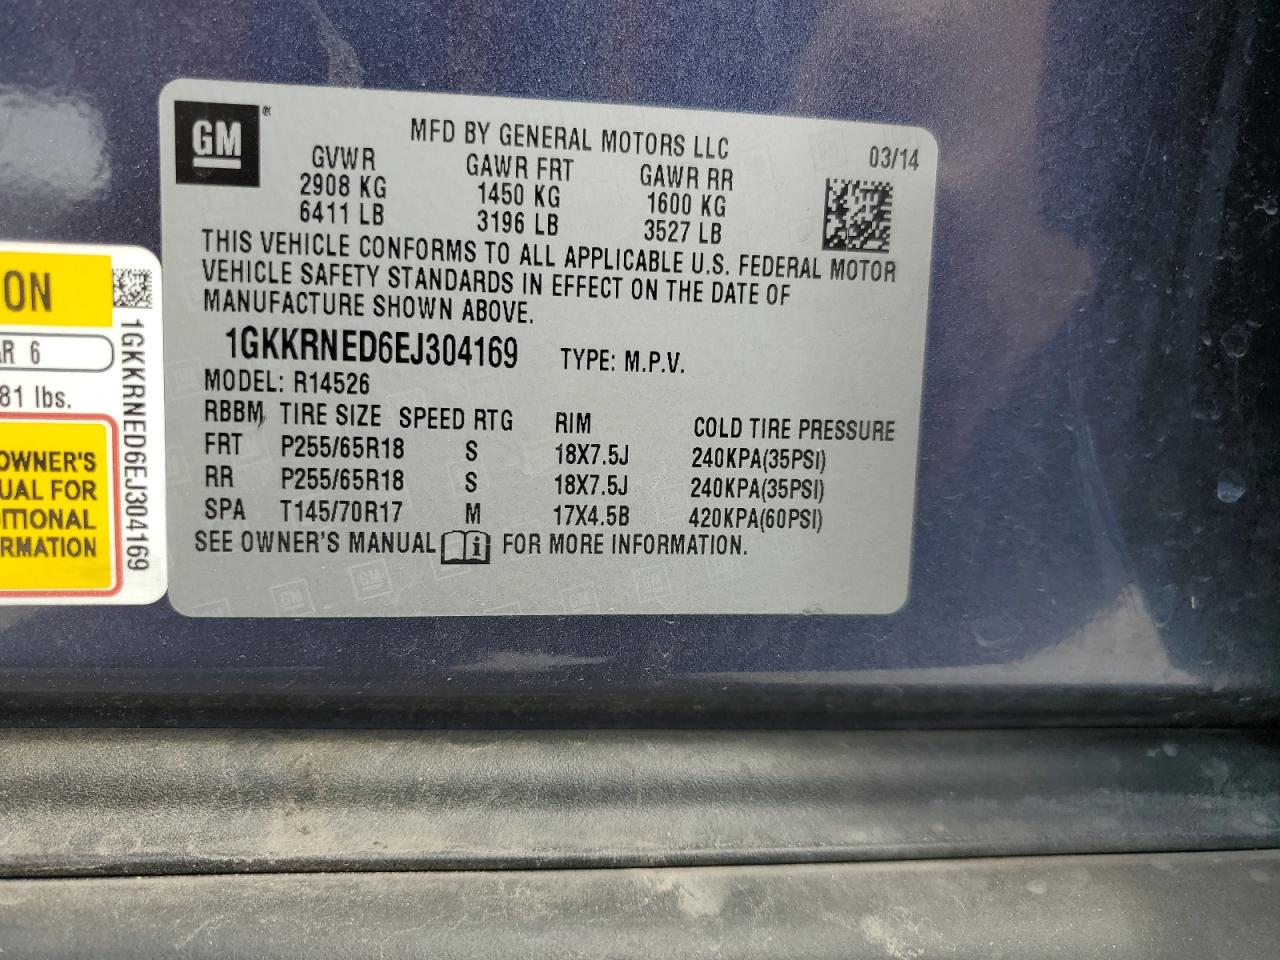 GM ®
MFD BY GENERAL MOTORS LLC
03/14
GVWR GAWR FRT GAWR RR
2908 KG 1450 KG 1600 KG
6411 LB 3196 LB 3527 LB
THIS VEHICLE CONFORMS TO ALL APPLICABLE U.S. FEDERAL MOTOR
VEHICLE SAFETY STANDARDS IN EFFECT ON THE DATE OF
MANUFACTURE SHOWN ABOVE.
1GKKRNED6EJ304169 TYPE: M.P.V.
MODEL: R14526
RBBM TIRE SIZE SPEED RTG RIM COLD TIRE PRESSURE
FRT P255/65R18 S 18X7.5J 240KPA(35PSI)
RR P255/65R18 S 18X7.5J 240KPA(35PSI)
SPA T145/70R17 M 17X4.5B 420KPA(60PSI)
SEE OWNER'S MANUAL i FOR MORE INFORMATION.
ON
AR 6
81 lbs.
OWNER'S
UAL FOR
ITIONAL
RMATION
1GKKRNED6EJ304169